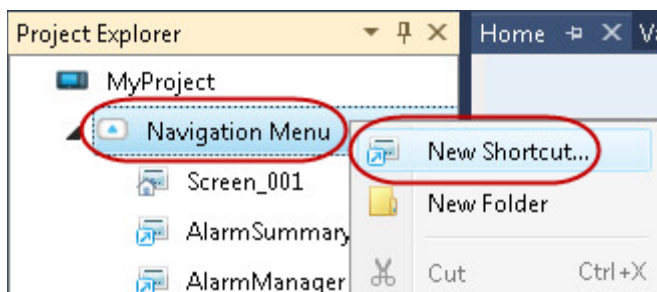 Project Explorer
Home
MyProject
Navigation Menu
New Shortcut...
Screen_001
New Folder
AlarmSummary
AlarmManager
Cut Ctrl+X